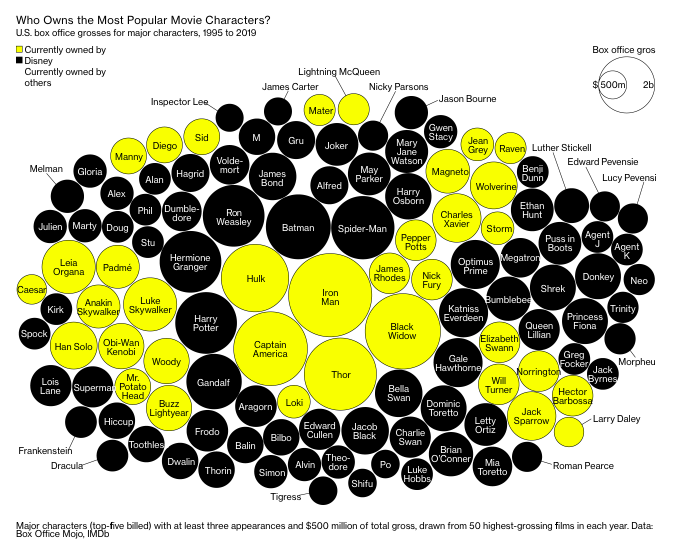 Who Owns the Most Popular Movie Characters?
U.S. box office grosses for major characters, 1995 to 2019
Currently owned by
Disney
Currently owned by
others
Box office gros
$500m
2b
Lightning McQueen
James Carter
Nicky Parsons
Inspector Lee
Jason Bourne
Mater
Gwen
Stacy
Sid
M
Gru
Joker
Mary
Jane
Watson
Jean
Grey
Raven
Luther Stickell
Manny
Diego
Edward Pevensie
Melman
Gloria
Alan
Hagrid
Volde-
mort
James
Bond
Alfred
May
Parker
Magneto
Wolverine
Benji
Dunn
Lucy Pevensi
Alex
Harry
Osborn
Phil
Dumble-
dore
Ron
Weasley
Batman
Spider-Man
Charles
Xavier
Storm
Ethan
Hunt
Julien
Marty
Doug
Stu
Pepper
Potts
Puss in
Boots
Agent
J
Agent
K
Leia
Organa
Padmé
Hermione
Granger
Hulk
James
Rhodes
Nick
Fury
Optimus
Prime
Megatron
Shrek
Donkey
Neo
Caesar
Anakin
Skywalker
Luke
Skywalker
Iron
Man
Bumblebee
Kirk
Katniss
Everdeen
Trinity
Spock
Harry
Potter
Black
Widow
Queen
Lillian
Princess
Fiona
Han Solo
Obi-Wan
Kenobi
Captain
America
Elizabeth
Swann
Morpheu
Woody
Gale
Hawthorne
Greg
Focker
Lois
Lane
Superma
Mr.
Potato
Head
Gandalf
Thor
Norrington
Jack
Byrnes
Bella
Swan
Will
Turner
Hector
Barbossa
Buzz
Lightyear
Aragorn
Loki
Dominic
Toretto
Jack
Sparrow
Larry Daley
Hiccup
Frodo
Edward
Cullen
Jacob
Black
Charlie
Swan
Letty
Ortiz
Frankenstein
Toothles
Balin
Bilbo
Brian
O'Conner
Dracula
Dwalin
Thorin
Simon
Alvin
Theo-
dore
Po
Luke
Hobbs
Mia
Toretto
Roman Pearce
Shifu
Tigress
Major characters (top-five billed) with at least three appearances and $500 million of total gross, drawn from 50 highest-grossing films in each year. Data:
Box Office Mojo, IMDb